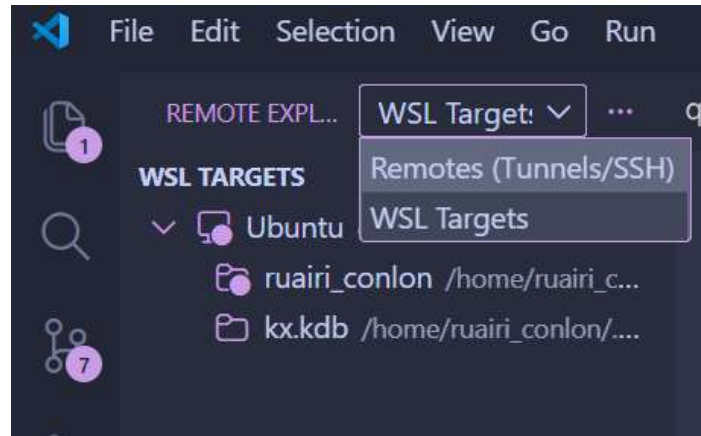 File Edit Selection View Go Run
REMOTE EXPL... WSL Targets ...
1
WSL TARGETS
Remotes (Tunnels/SSH)
WSL Targets
Ubuntu
ruairi_conlon /home/ruairi_c...
kx.kdb /home/ruairi_conlon/....
7